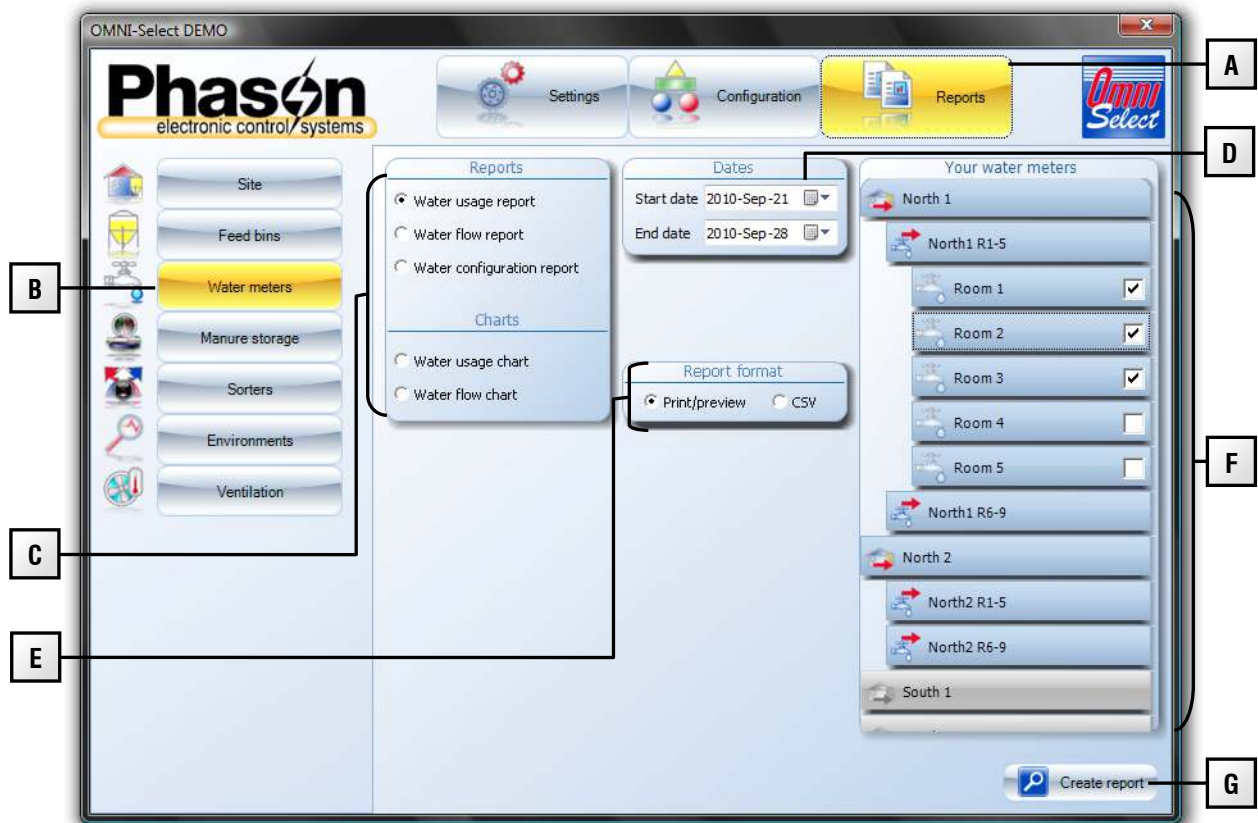 OMNI-Select DEMO
Phason
electronic control/systems
Settings
Configuration
Reports
Omni
Select
A
Site
Feed bins
Water meters
Manure storage
Sorters
Environments
Ventilation
B
C
E
Reports
Water usage report
Water flow report
Water configuration report
Charts
Water usage chart
Water flow chart
Dates
Start date 2010-Sep-21
End date 2010-Sep-28
D
Report format
Print/preview CSV
Your water meters
North 1
North1 R1-5
Room 1
Room 2
Room 3
Room 4
Room 5
North1 R6-9
North 2
North2 R1-5
North2 R6-9
South 1
F
Create report
G